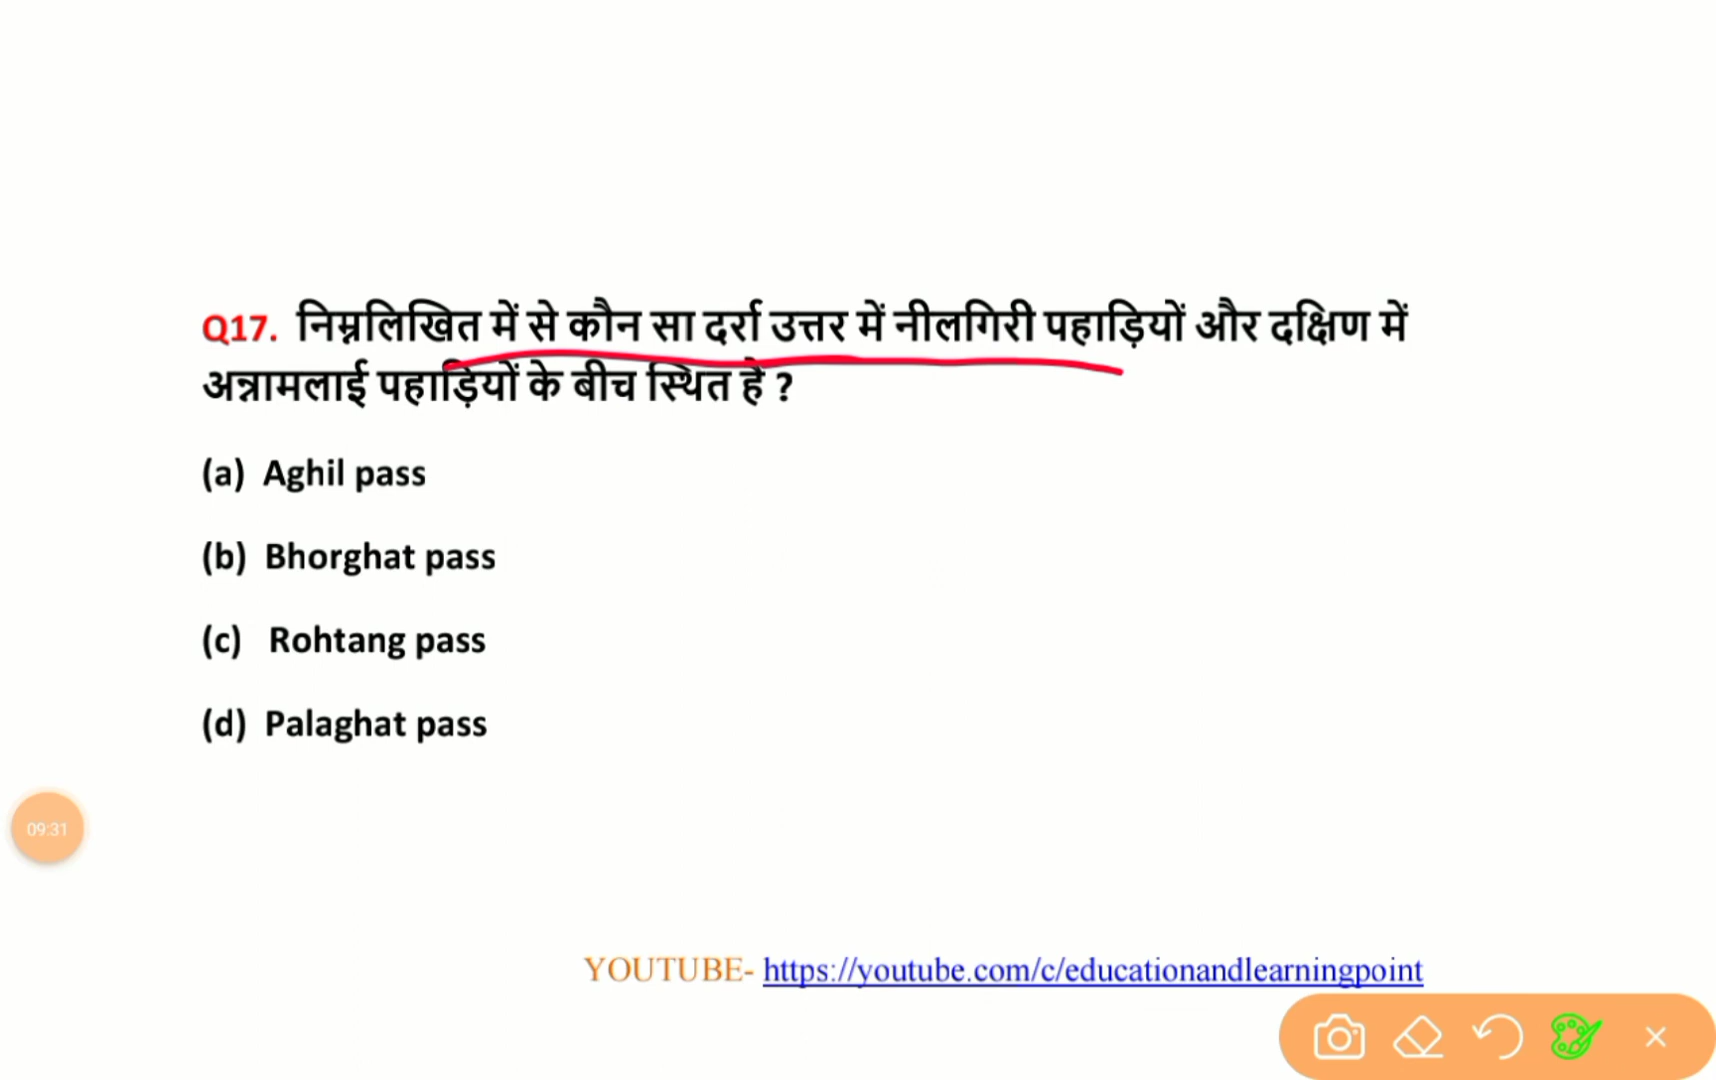 Q17. निम्नलिखित में से कौन सा दर्रा उत्तर में नीलगिरी पहाड़ियों और दक्षिण में
अन्नामलाई पहाड़ियों के बीच स्थित है ?
(a) Aghil pass
(b) Bhorghat pass
(c) Rohtang pass
(d) Palaghat pass
09:31
YOUTUBE- https://youtube.com/c/educationandlearningpoint